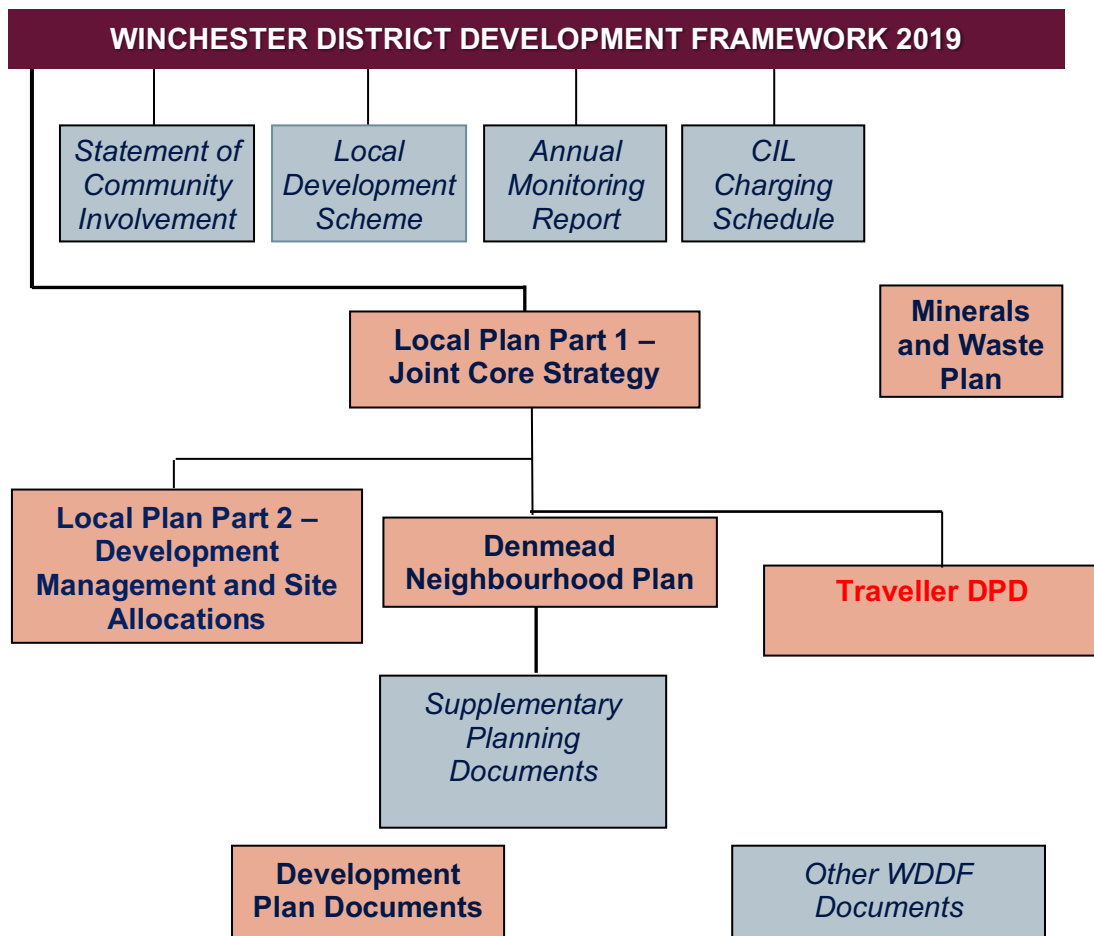 WINCHESTER DISTRICT DEVELOPMENT FRAMEWORK 2019
Statement of
Community
Involvement
Local
Development
Scheme
Annual
Monitoring
Report
CIL
Charging
Schedule
Local Plan Part 1 –
Joint Core Strategy
Minerals
and Waste
Plan
Local Plan Part 2 –
Development
Management and Site
Allocations
Denmead
Neighbourhood Plan
Traveller DPD
Supplementary
Planning
Documents
Development
Plan Documents
Other WDDF
Documents